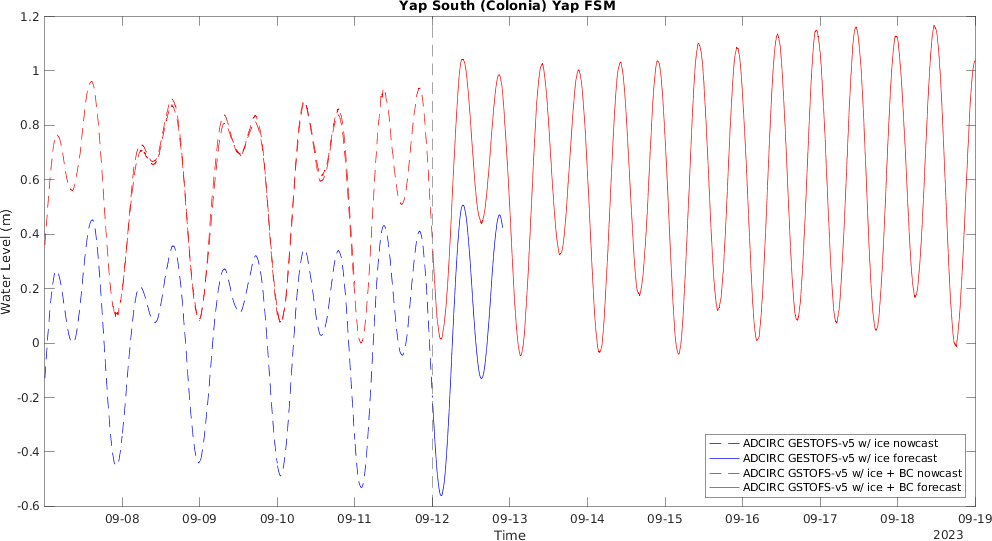 Yap South (Colonia) Yap FSM
1.2
1
0.8
0.6
0.4
0.2
0
-0.2
-0.4
-0.6
Water Level (m)
ADCIRC GESTOFS-v5 w/ ice nowcast
ADCIRC GESTOFS-v5 w/ ice forecast
ADCIRC GSTOFS-v5 w/ ice + BC nowcast
ADCIRC GSTOFS-v5 w/ ice + BC forecast
09-08 09-09 09-10 09-11 09-12 09-13 09-14 09-15 09-16 09-17 09-18 09-19
Time
2023